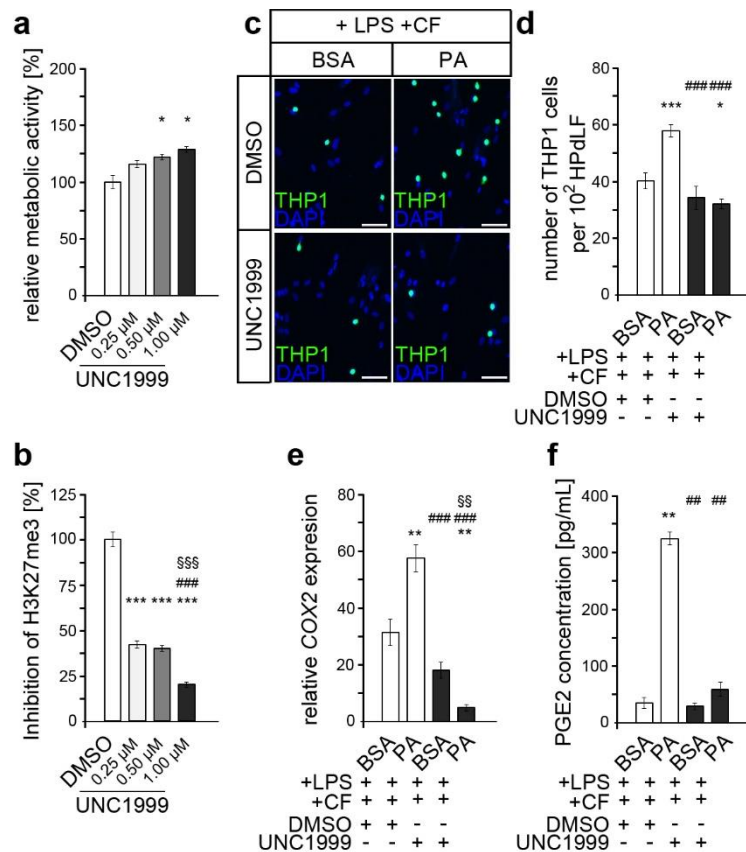 a
relative metabolic activity [%]
200
150
100
50
0
* *
DMSO
0.25 µM
0.50 µM
1.00 µM
UNC1999
c
+ LPS +CF
BSA PA
DMSO
UNC1999
THP1
DAPI
THP1
DAPI
THP1
DAPI
THP1
DAPI
d
number of THP1 cells
per 10² HPdLF
80
60
40
20
0
***
###
###
*
BSA PA BSA PA
+LPS + + + +
+CF + + + +
DMSO + + - -
UNC1999 - - + +
b
Inhibition of H3K27me3 [%]
125
100
75
50
25
0
§§§
###
*** *** ***
DMSO
0.25 µM
0.50 µM
1.00 µM
UNC1999
e
relative COX2 expresion
80
60
40
20
0
§§
### ###
** **
BSA PA BSA PA
+LPS + + + +
+CF + + + +
DMSO + + - -
UNC1999 - - + +
f
PGE2 concentration [pg/mL]
400
300
200
100
50
0
** ## ##
BSA PA BSA PA
+LPS + + + +
+CF + + + +
DMSO + + - -
UNC1999 - - + +